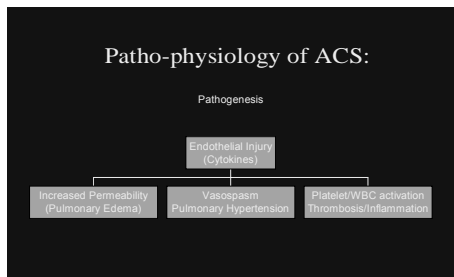 Patho-physiology of ACS:
Pathogenesis
Endothelial Injury
(Cytokines)
Increased Permeability
(Pulmonary Edema)
Vasospasm
Pulmonary Hypertension
Platelet/WBC activation
Thrombosis/Inflammation